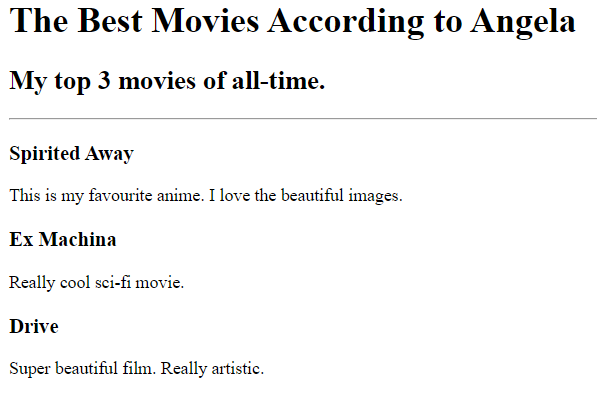 The Best Movies According to Angela
My top 3 movies of all-time.
Spirited Away
This is my favourite anime. I love the beautiful images.
Ex Machina
Really cool sci-fi movie.
Drive
Super beautiful film. Really artistic.